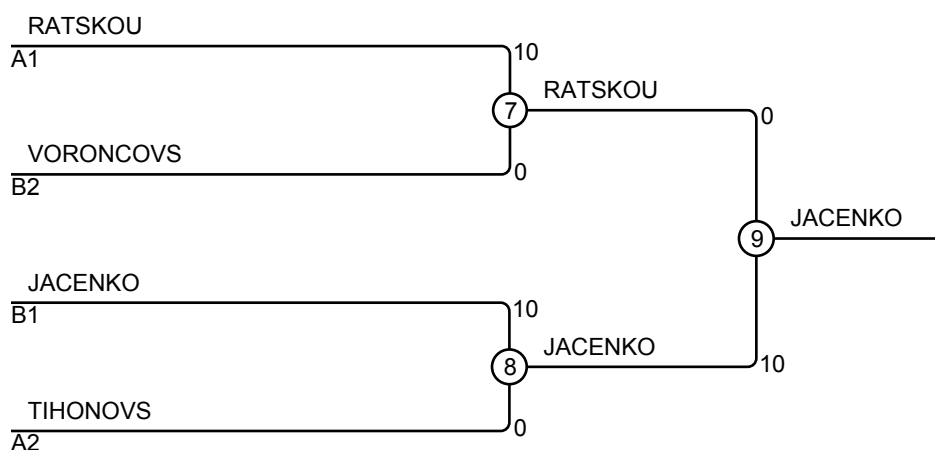 RATSKOU
A1
10
7
RATSKOU
0
VORONCOVS
B2
0
9
JACENKO
JACENKO
B1
10
8
JACENKO
10
TIHONOVS
A2
0